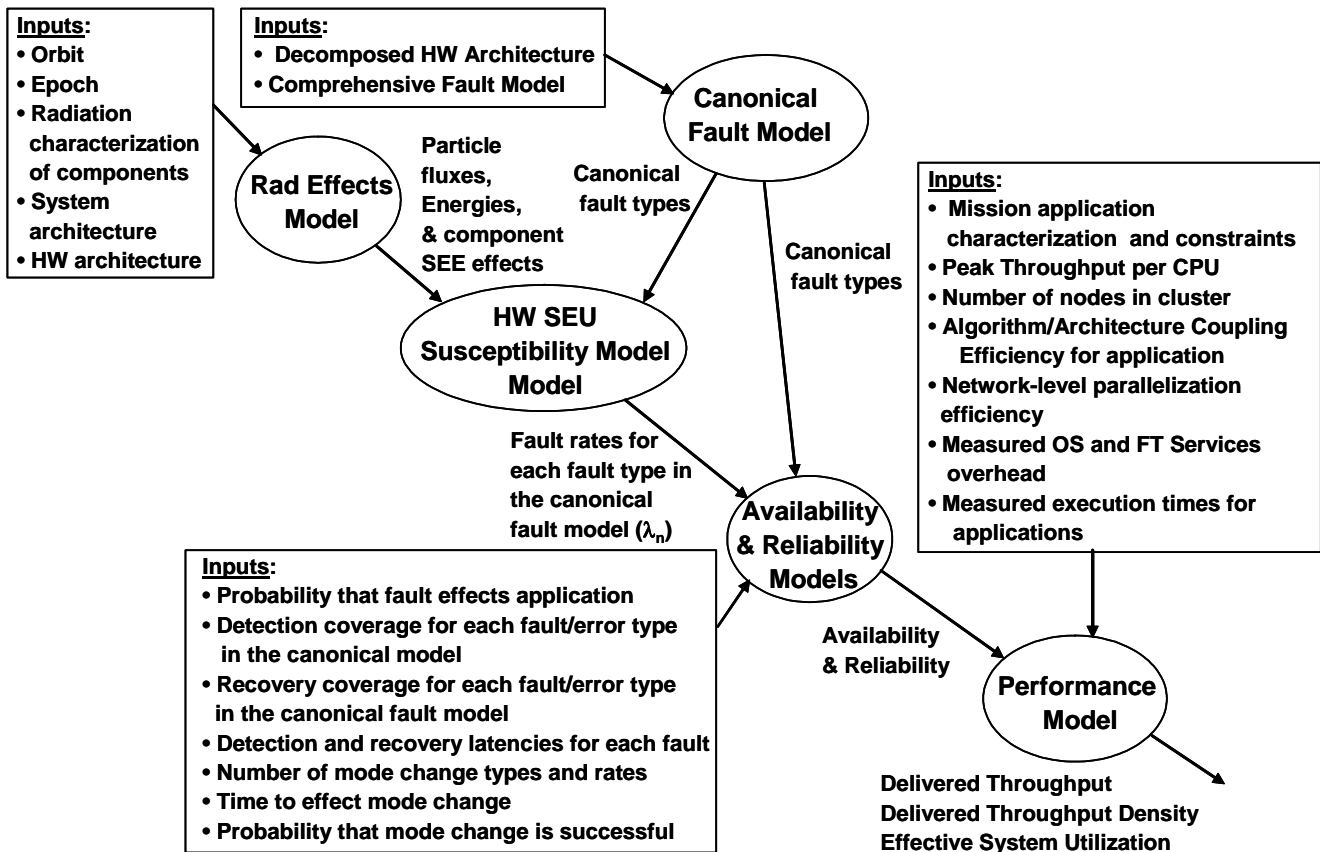 Inputs:
• Orbit
• Epoch
• Radiation
characterization
of components
• System
architecture
• HW architecture
Inputs:
• Decomposed HW Architecture
• Comprehensive Fault Model
Canonical
Fault Model
Rad Effects
Model
Particle
fluxes,
Energies,
& component
SEE effects
Canonical
fault types
Canonical
fault types
HW SEU
Susceptibility Model
Model
Fault rates for
each fault type in
the canonical
fault model (λn)
Inputs:
• Mission application
characterization and constraints
• Peak Throughput per CPU
• Number of nodes in cluster
• Algorithm/Architecture Coupling
Efficiency for application
• Network-level parallelization
efficiency
• Measured OS and FT Services
overhead
• Measured execution times for
applications
Availability
& Reliability
Models
Inputs:
• Probability that fault effects application
• Detection coverage for each fault/error type
in the canonical model
• Recovery coverage for each fault/error type
in the canonical fault model
• Detection and recovery latencies for each fault
• Number of mode change types and rates
• Time to effect mode change
• Probability that mode change is successful
Availability
& Reliability
Performance
Model
Delivered Throughput
Delivered Throughput Density
Effective System Utilization